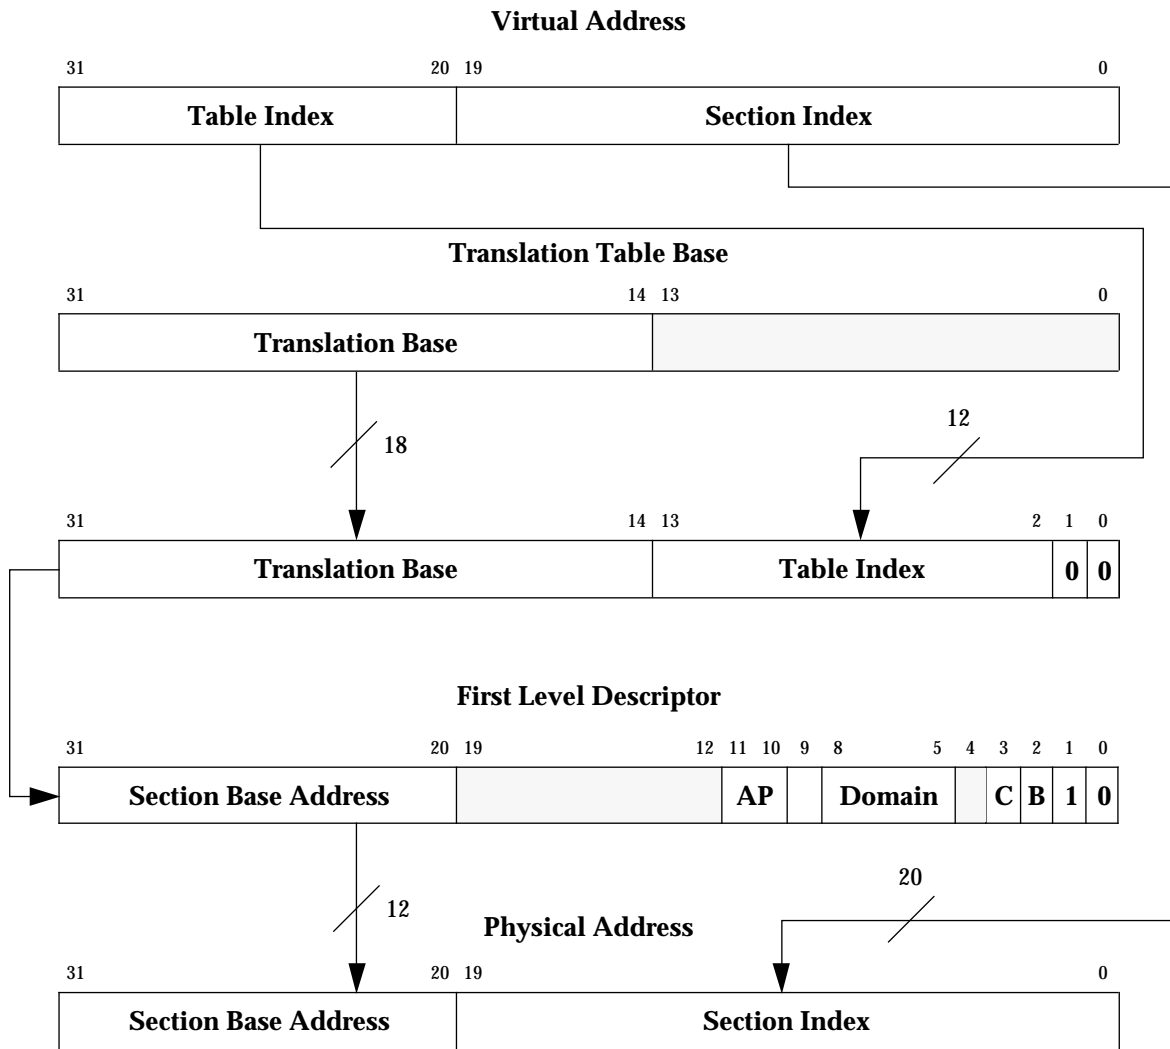 Virtual Address
31 20 19 0
Table Index Section Index
Translation Table Base
31 14 13 0
Translation Base
12
18
31 14 13 2 1 0
Translation Base Table Index 0 0
First Level Descriptor
31 20 19 12 11 10 9 8 5 4 3 2 1 0
Section Base Address AP Domain C B 1 0
20
12
Physical Address
31 20 19 0
Section Base Address Section Index